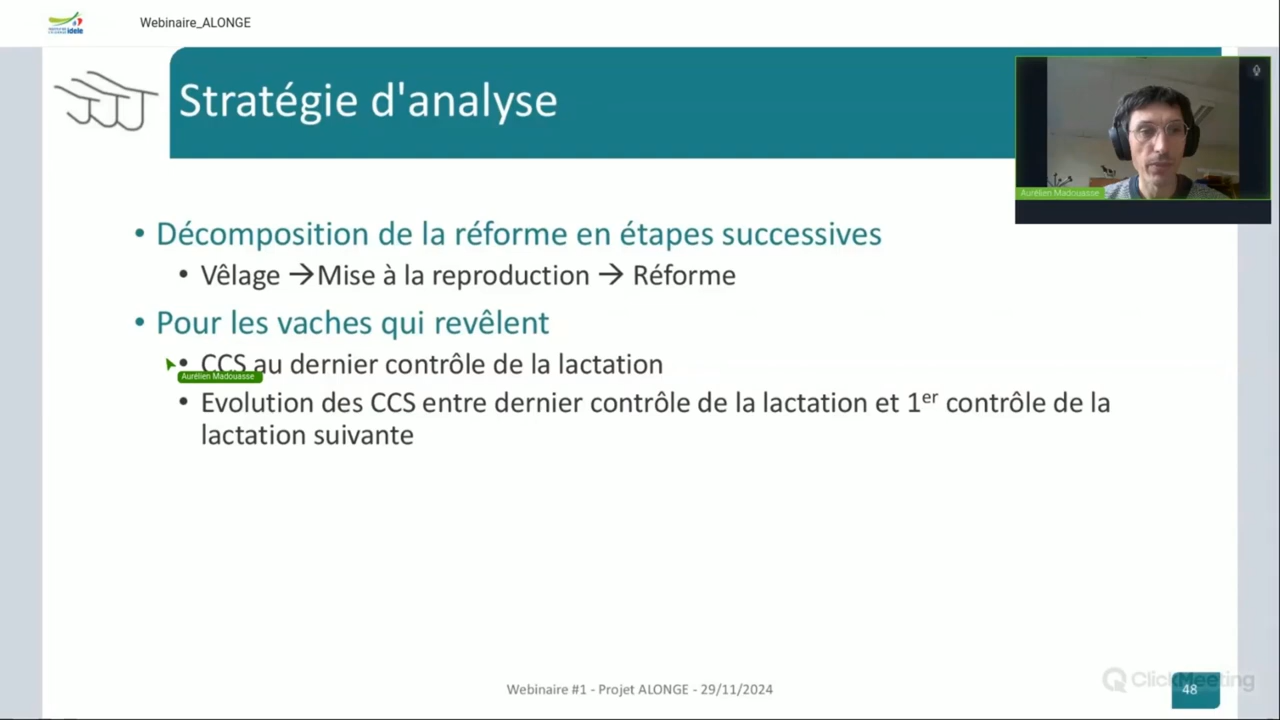 idele
Webinaire_ALONGE
Stratégie d'analyse
Aurélien Madouasse
• Décomposition de la réforme en étapes successives
• Vêlage →Mise à la reproduction → Réforme
• Pour les vaches qui revêlent
• CCS au dernier contrôle de la lactation
Aurélien Madouasse
• Evolution des CCS entre dernier contrôle de la lactation et 1er contrôle de la
lactation suivante
Webinaire #1 - Projet ALONGE - 29/11/2024
ClickMeeting
48